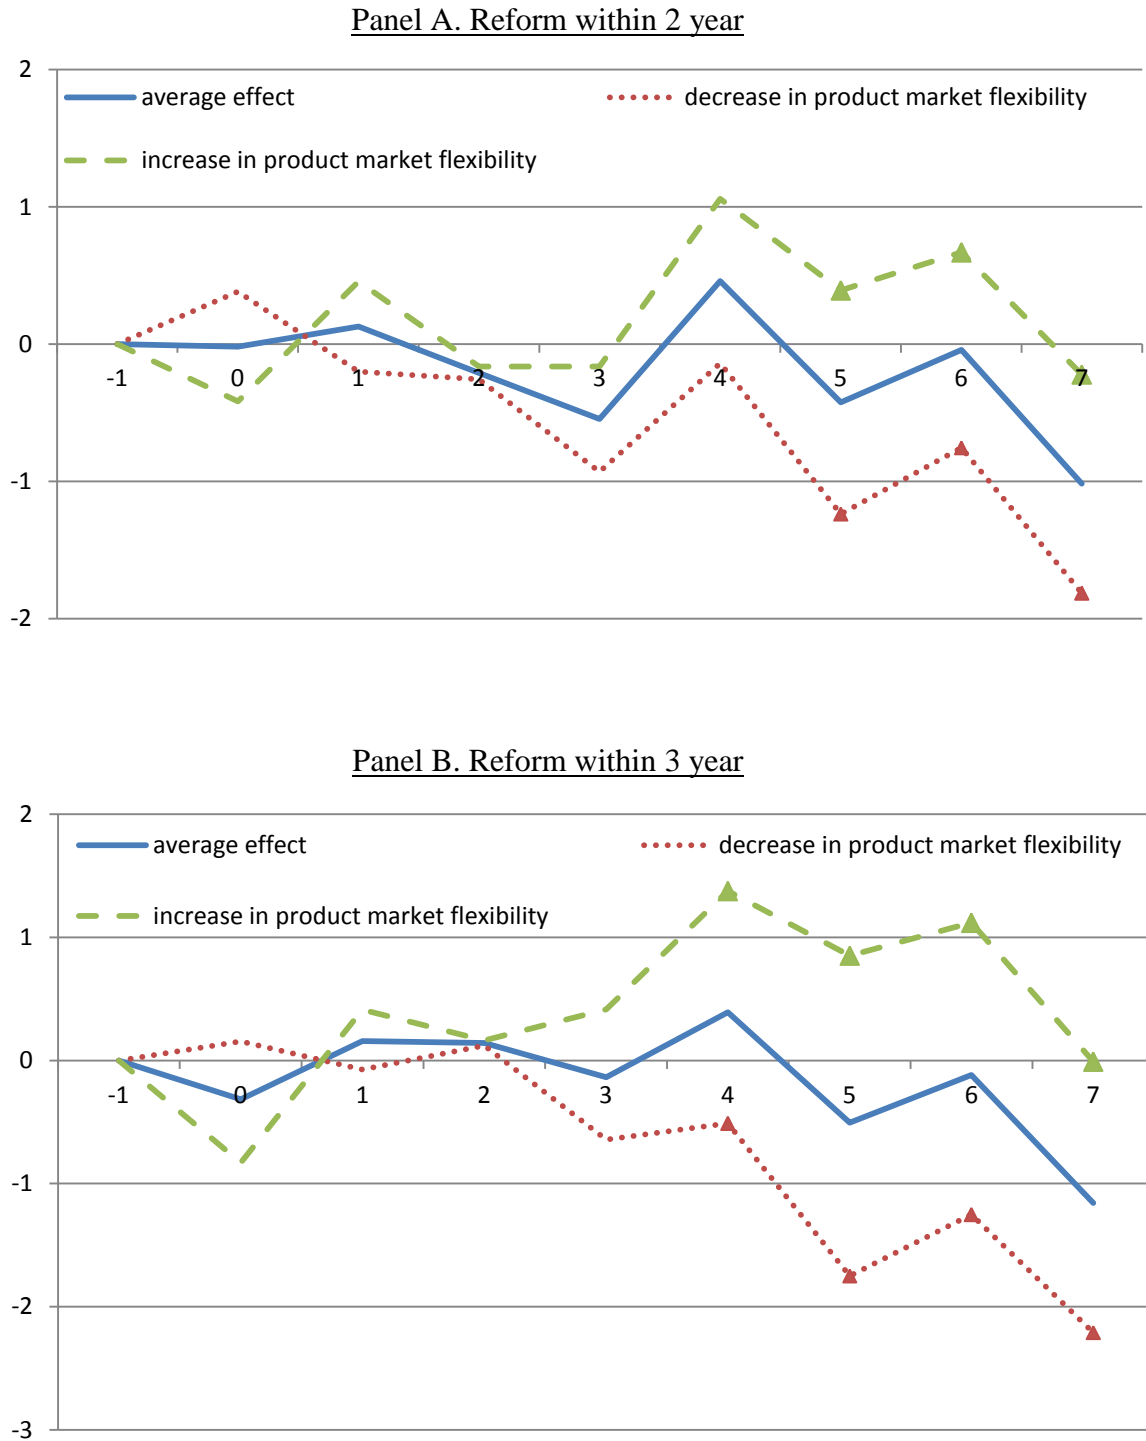 Panel A. Reform within 2 year
2
average effect
decrease in product market flexibility
increase in product market flexibility
1
0
-1 0 1 2 3 4 5 6 7
-1
-2
Panel B. Reform within 3 year
2
average effect
decrease in product market flexibility
increase in product market flexibility
1
0
-1 0 1 2 3 4 5 6 7
-1
-2
-3